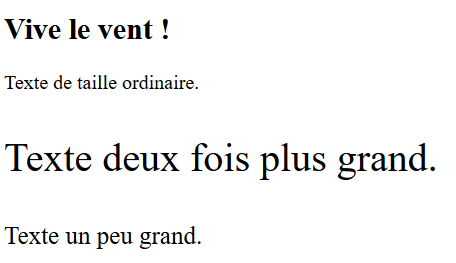 Vive le vent !
Texte de taille ordinaire.
Texte deux fois plus grand.
Texte un peu grand.